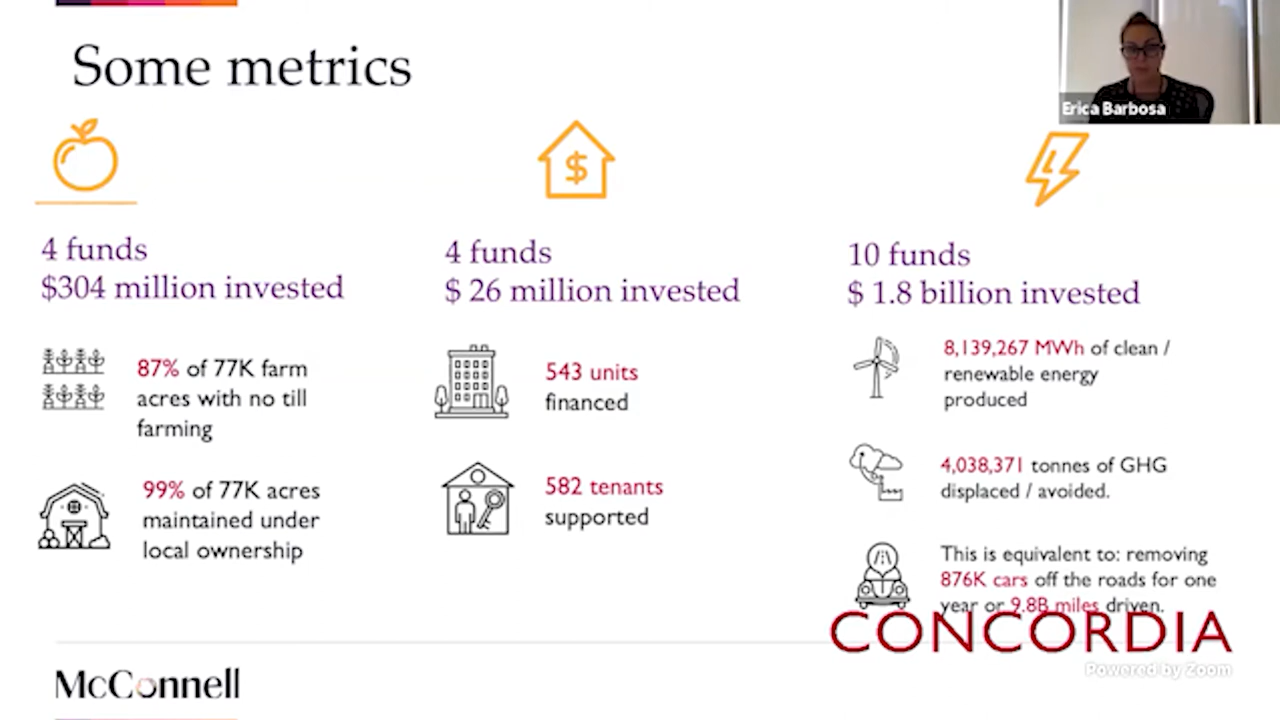 Some metrics
Erica Barbosa
$
4 funds
$304 million invested
87% of 77K farm
acres with no till
farming
99% of 77K acres
maintained under
local ownership
4 funds
$ 26 million invested
543 units
financed
582 tenants
supported
10 funds
$ 1.8 billion invested
8,139,267 MWh of clean /
renewable energy
produced
4,038,371 tonnes of GHG
displaced / avoided.
This is equivalent to: removing
876K cars off the roads for one
year or 9.8B miles driven.
CONCORDIA
Powered by Zoom
McConnell